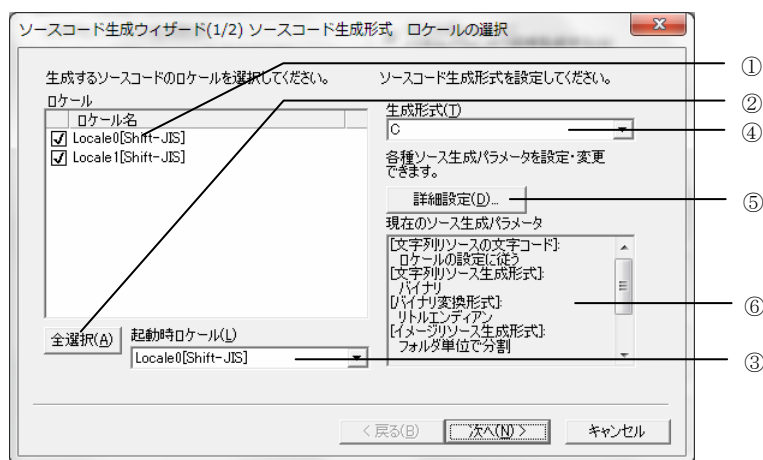 ソースコード生成ウィザード(1/2) ソースコード生成形式　ロケールの選択
生成するソースコードのロケールを選択してください。
ロケール
ロケール名
Locale0[Shift-JIS]
Locale1[Shift-JIS]
全選択(A)
起動時ロケール(L)
Locale0[Shift-JIS]
ソースコード生成形式を設定してください。
生成形式(T)
C
各種ソース生成パラメータを設定・変更
できます。
詳細設定(D)...
現在のソース生成パラメータ
[文字列リソースの文字コード]:
ロケールの設定に従う
[文字列リソース生成形式]:
バイナリ
[バイナリ変換形式]:
リトルエンディアン
[イメージリソース生成形式]:
フォルダ単位で分割
< 戻る(B)
次へ(N) >
キャンセル
①
②
④
⑤
⑥
③